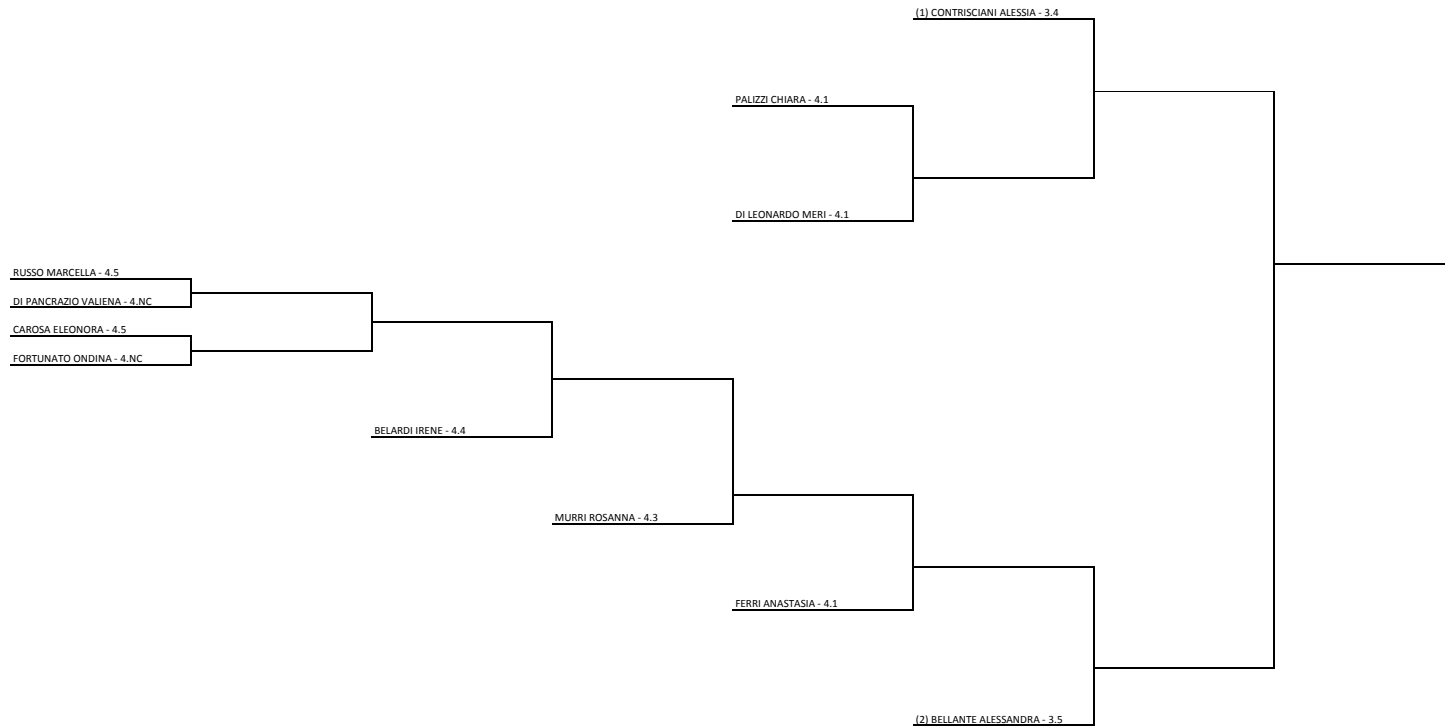 (1) CONTRISCIANI ALESSIA - 3.4
PALIZZI CHIARA - 4.1
DI LEONARDO MERI - 4.1
RUSSO MARCELLA - 4.5
DI PANCRAZIO VALIENA - 4.NC
CAROSA ELEONORA - 4.5
FORTUNATO ONDINA - 4.NC
BELARDI IRENE - 4.4
MURRI ROSANNA - 4.3
FERRI ANASTASIA - 4.1
(2) BELLANTE ALESSANDRA - 3.5